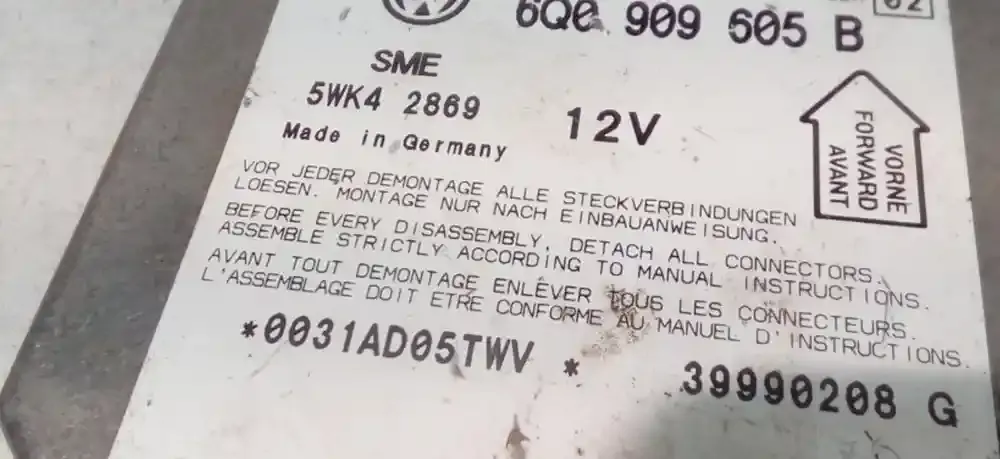 6Q0 909 605 B
SME
5WK4 2869
12V
Made in Germany
VORNE
FORWARD
AVANT
VOR JEDER DEMONTAGE ALLE STECKVERBINDUNGEN
LOESEN. MONTAGE NUR NACH EINBAUANWEISUNG.
BEFORE EVERY DISASSEMBLY, DETACH ALL CONNECTORS.
ASSEMBLE STRICTLY ACCORDING TO MANUAL INSTRUCTIONS.
AVANT TOUT DEMONTAGE ENLEVER TOUS LES CONNECTEURS.
L'ASSEMBLAGE DOIT ETRE CONFORME AU MANUEL D'INSTRUCTIONS.
*0031AD05TWV *
39990208 G